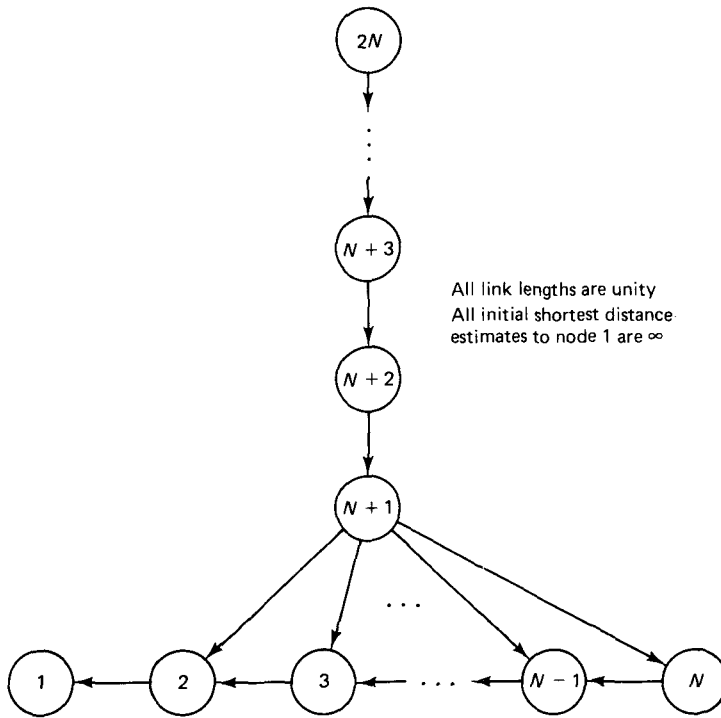 2N
N + 3
All link lengths are unity
All initial shortest distance
estimates to node 1 are ∞
N + 2
N + 1
. . .
1
2
3
. . .
N – 1
N